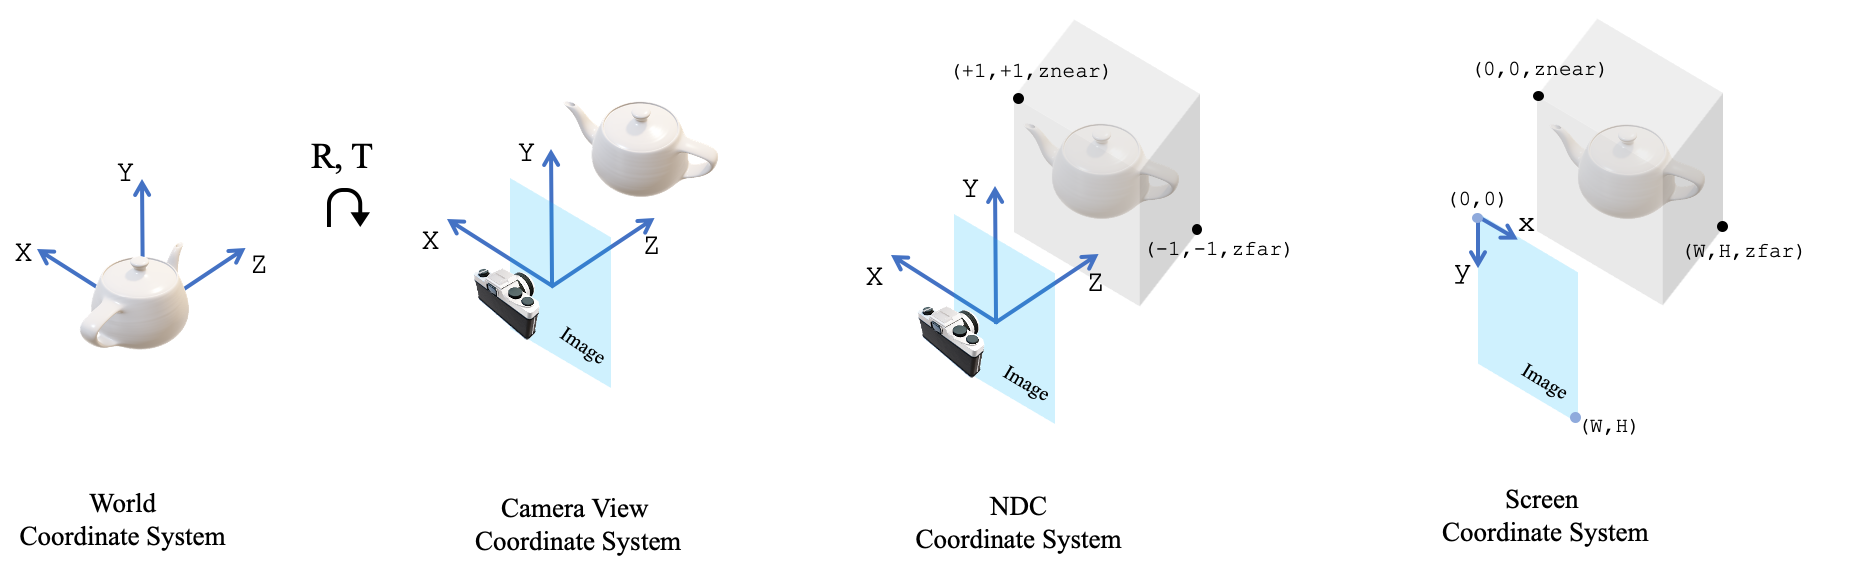 Y
X
Z
World
Coordinate System
R, T
Y
X
Z
Image
Camera View
Coordinate System
(+1,+1,znear)
Y
X
Z
(-1,-1,zfar)
Image
NDC
Coordinate System
(0,0,znear)
(0,0)
x
y
(W,H,zfar)
Image
(W,H)
Screen
Coordinate System